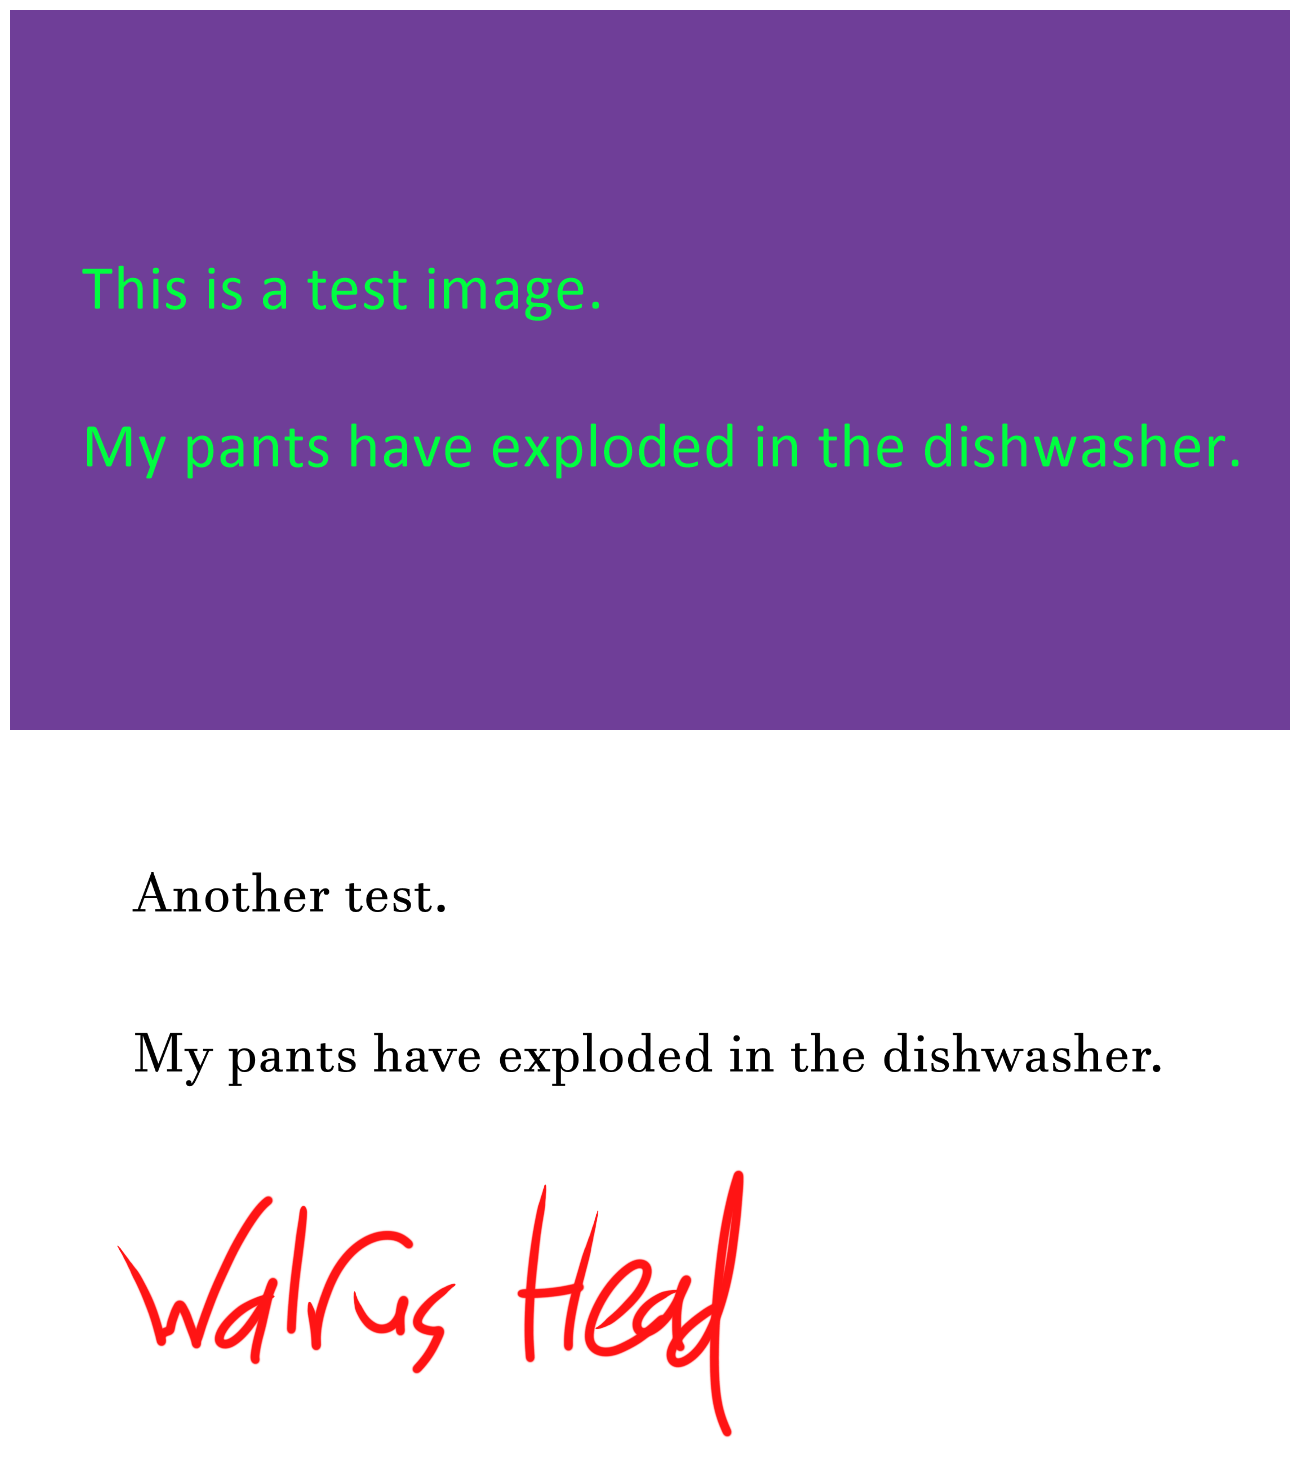 This is a test image.
My pants have exploded in the dishwasher.
Another test.
My pants have exploded in the dishwasher.
Walrus Head